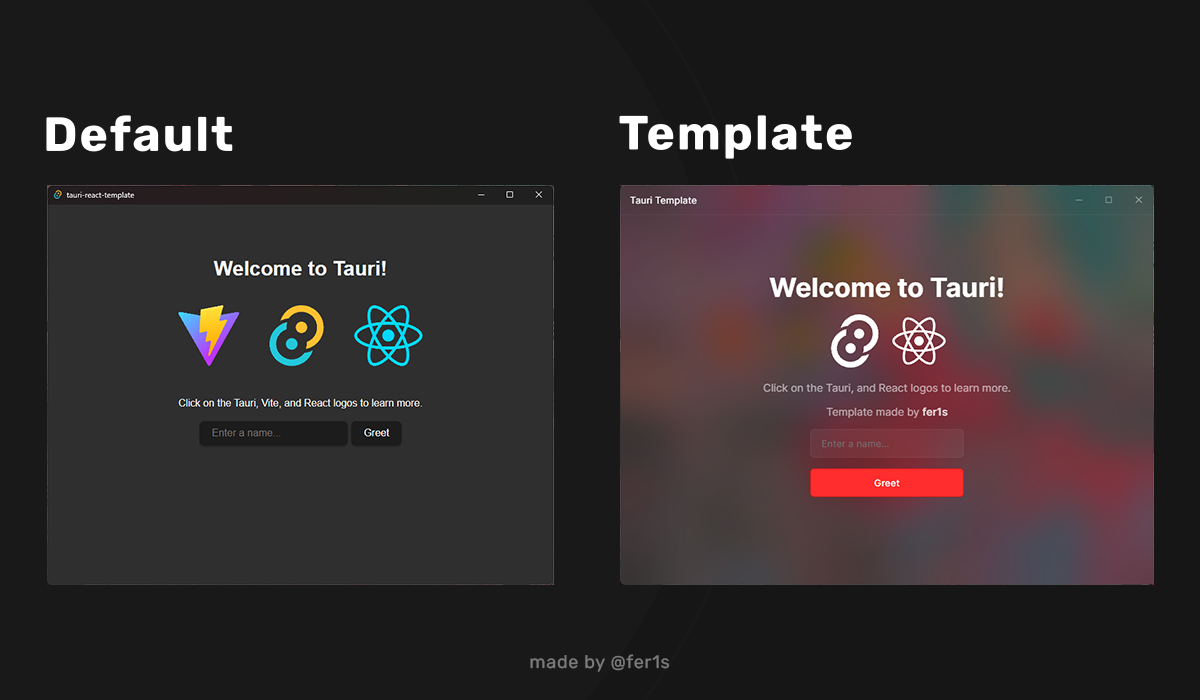 Default
Template
tauri-react-template
Welcome to Tauri!
Click on the Tauri, Vite, and React logos to learn more.
Enter a name...
Greet
Tauri Template
Welcome to Tauri!
Click on the Tauri, and React logos to learn more.
Template made by fer1s
Enter a name...
Greet
made by @fer1s